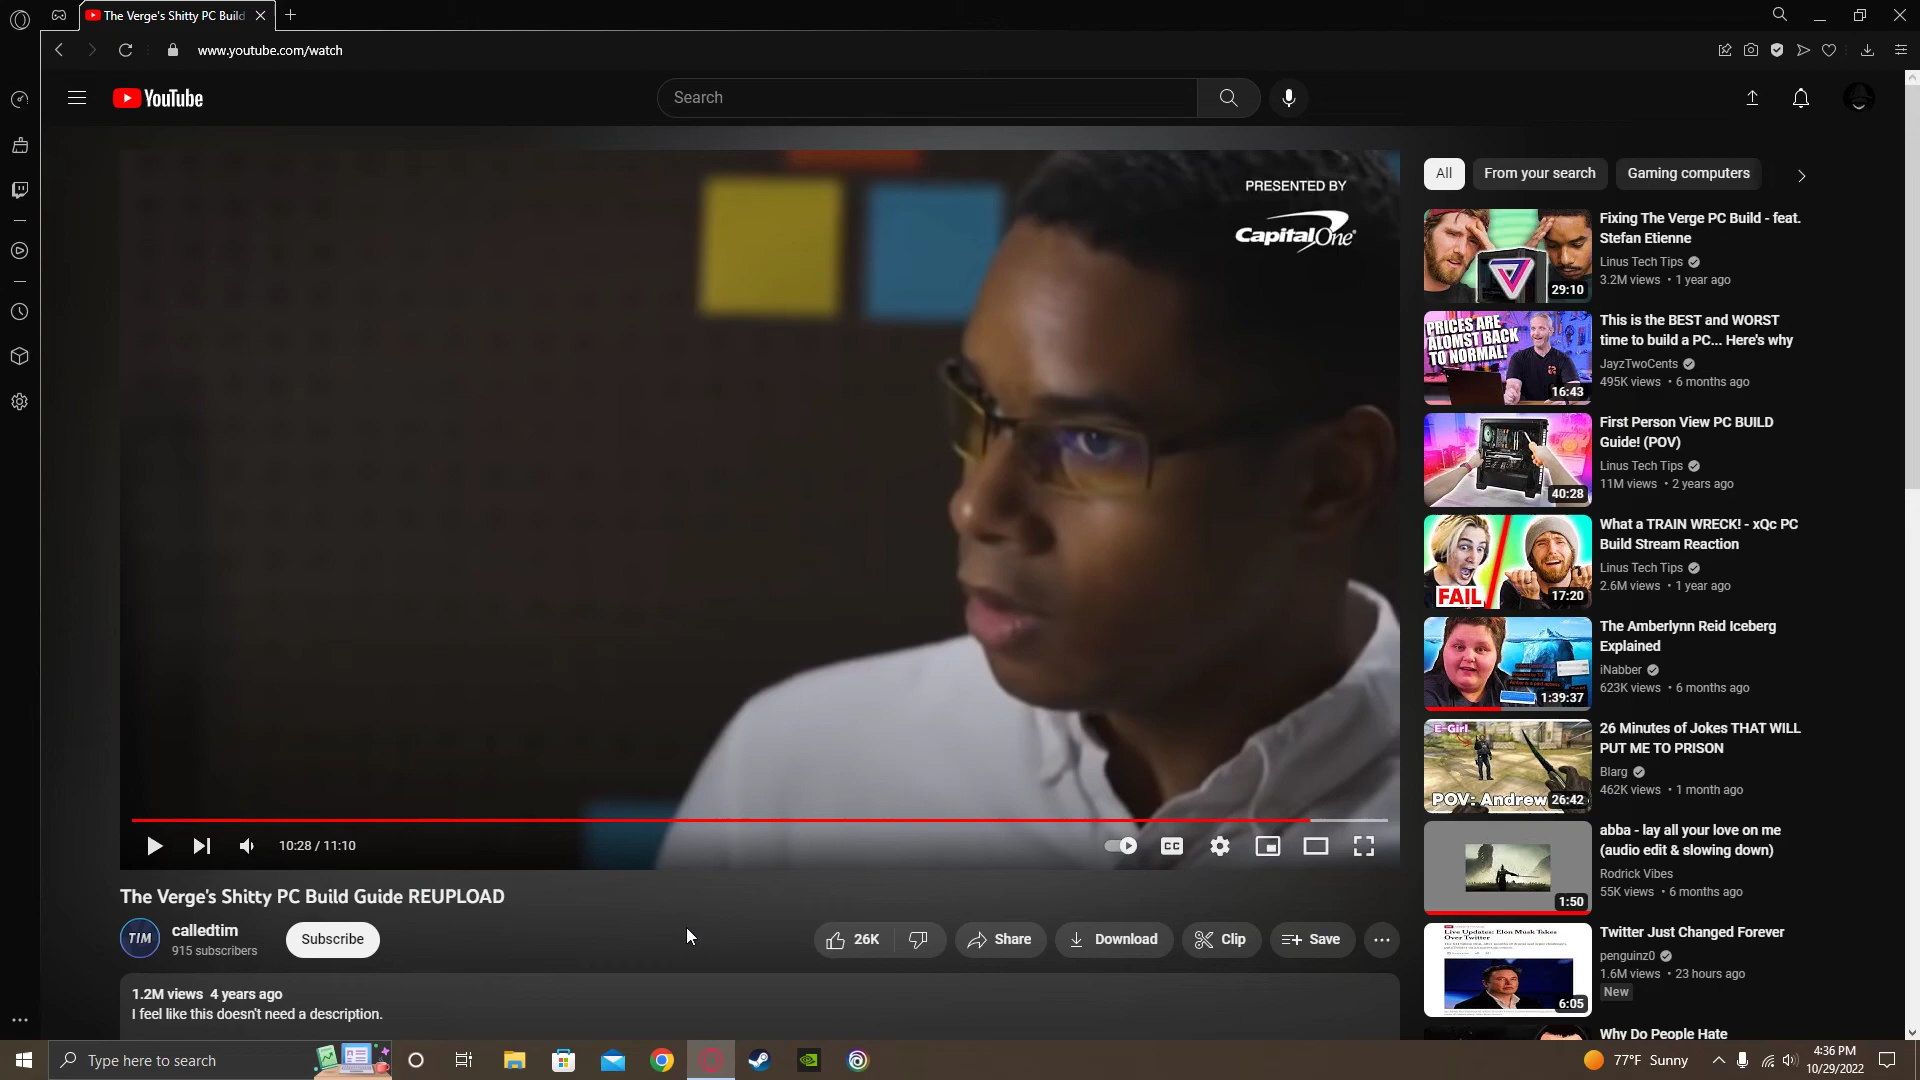 The Verge's Shitty PC Build
www.youtube.com/watch
YouTube
Search
PRESENTED BY
CapitalOne
10:28 / 11:10
CC
The Verge's Shitty PC Build Guide REUPLOAD
TIM
calledtim
915 subscribers
Subscribe
26K
Share
Download
Clip
Save
1.2M views 4 years ago
I feel like this doesn't need a description.
All
From your search
Gaming computers
29:10
Fixing The Verge PC Build - feat.
Stefan Etienne
Linus Tech Tips
3.2M views • 1 year ago
PRICES ARE
ALOMST BACK
TO NORMAL!
16:43
This is the BEST and WORST
time to build a PC... Here's why
JayzTwoCents
495K views • 6 months ago
40:28
First Person View PC BUILD
Guide! (POV)
Linus Tech Tips
11M views • 2 years ago
FAIL
17:20
What a TRAIN WRECK! - xQc PC
Build Stream Reaction
Linus Tech Tips
2.6M views • 1 year ago
1:39:37
The Amberlynn Reid Iceberg
Explained
iNabber
623K views • 6 months ago
E-Girl
POV: Andrew
26:42
26 Minutes of Jokes THAT WILL
PUT ME TO PRISON
Blarg
462K views • 1 month ago
1:50
abba - lay all your love on me
(audio edit & slowing down)
Rodrick Vibes
55K views • 6 months ago
Live Updates: Elon Musk Takes
Over Twitter
6:05
Twitter Just Changed Forever
penguinz0
1.6M views • 23 hours ago
New
Why Do People Hate
Type here to search
77°F Sunny
4:36 PM
10/29/2022